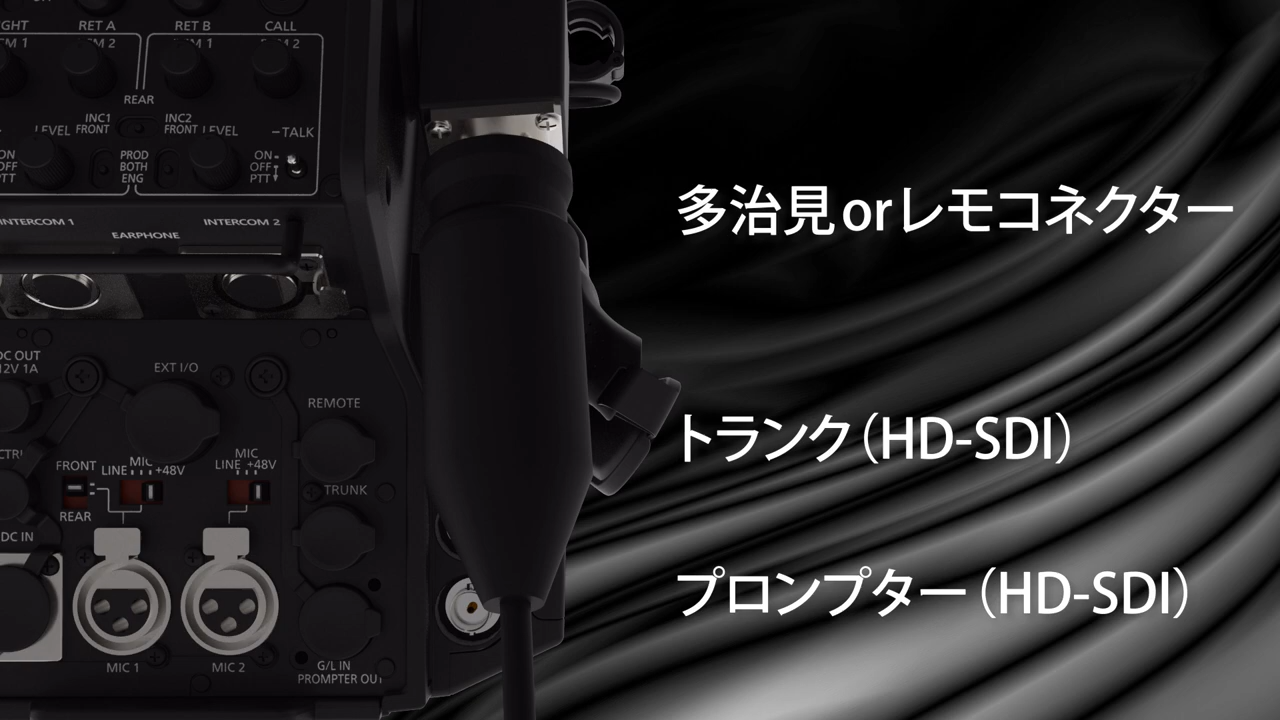 RET A
RET B
CALL
REAR
INC1
FRONT
INC2
FRONT
LEVEL
LEVEL
TALK
PROD
BOTH
ENG
ON
OFF
PTT
INTERCOM 1
INTERCOM 2
EARPHONE
多治見orレモコネクター
DC OUT
12V 1A
EXT I/O
REMOTE
トランク(HD-SDI)
FRONT
REAR
LINE
MIC
+48V
MIC
LINE
+48V
TRUNK
DC IN
プロンプター(HD-SDI)
MIC 1
MIC 2
G/L IN
PROMPTER OUT